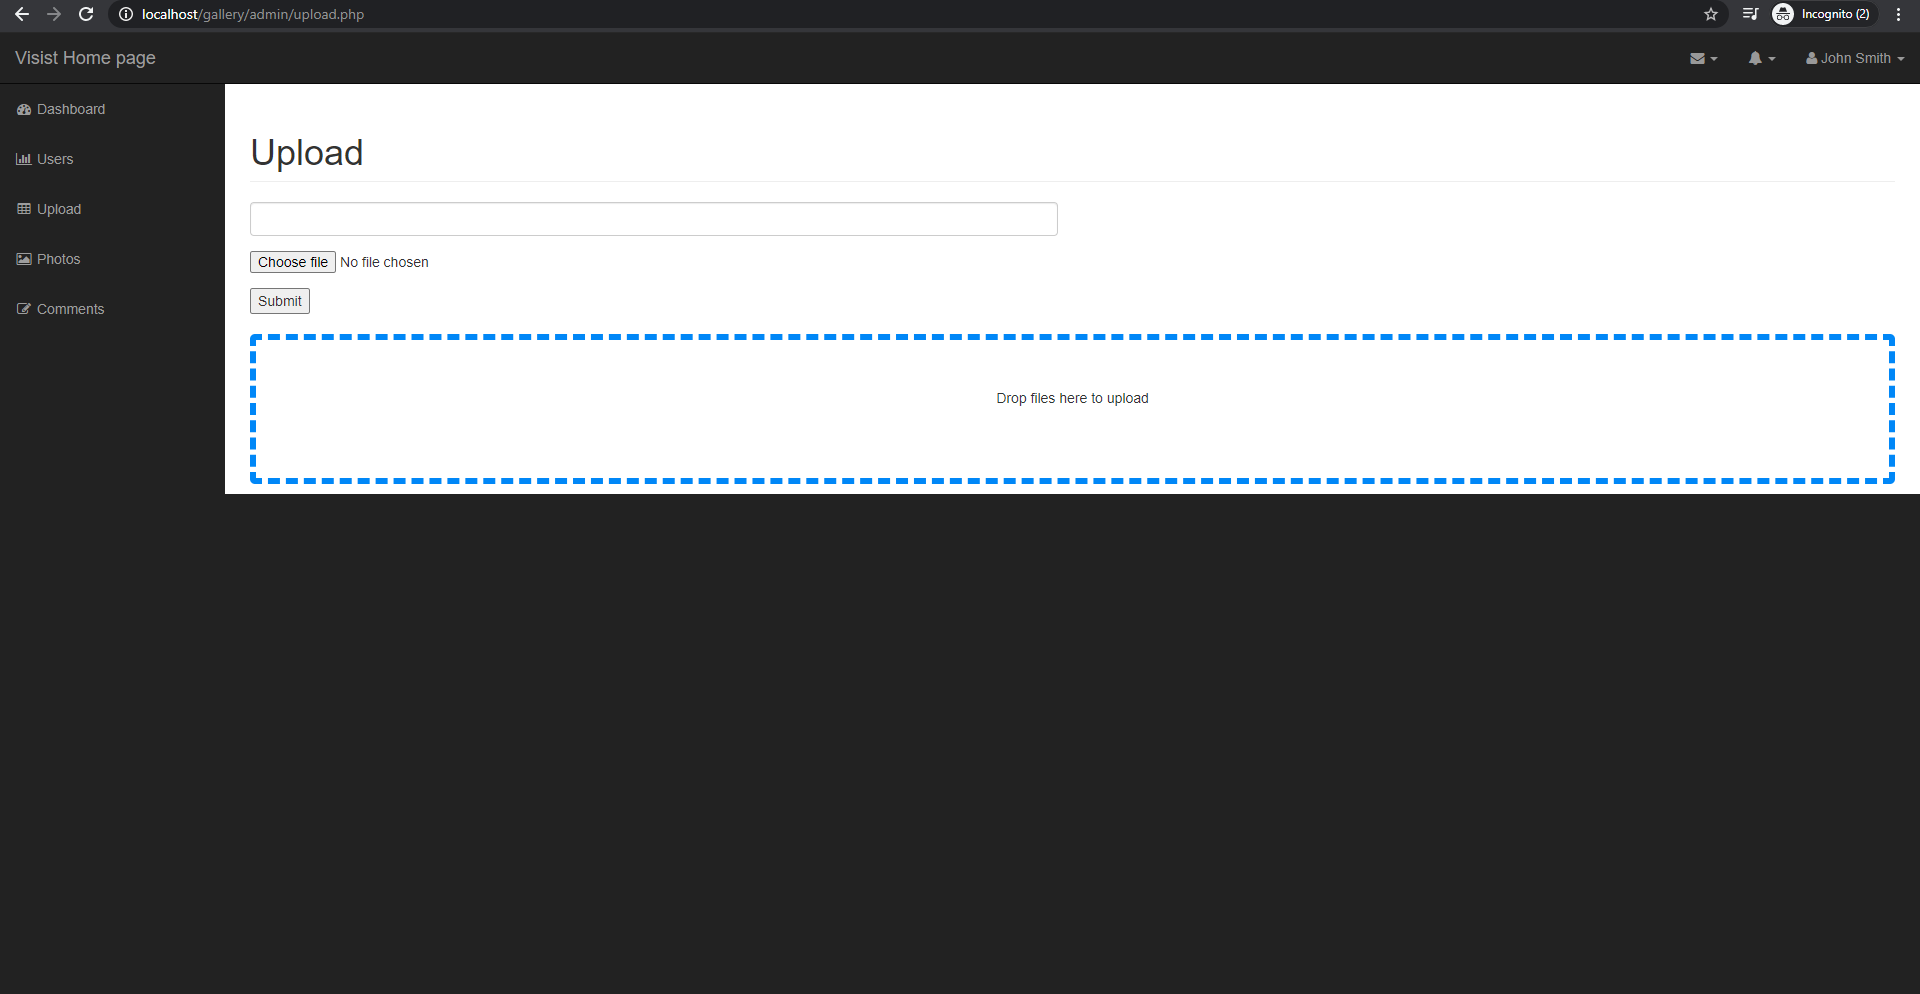 localhost/gallery/admin/upload.php
Incognito (2)
Visist Home page
John Smith
Dashboard
Users
Upload
Photos
Comments
Upload
Choose file No file chosen
Submit
Drop files here to upload